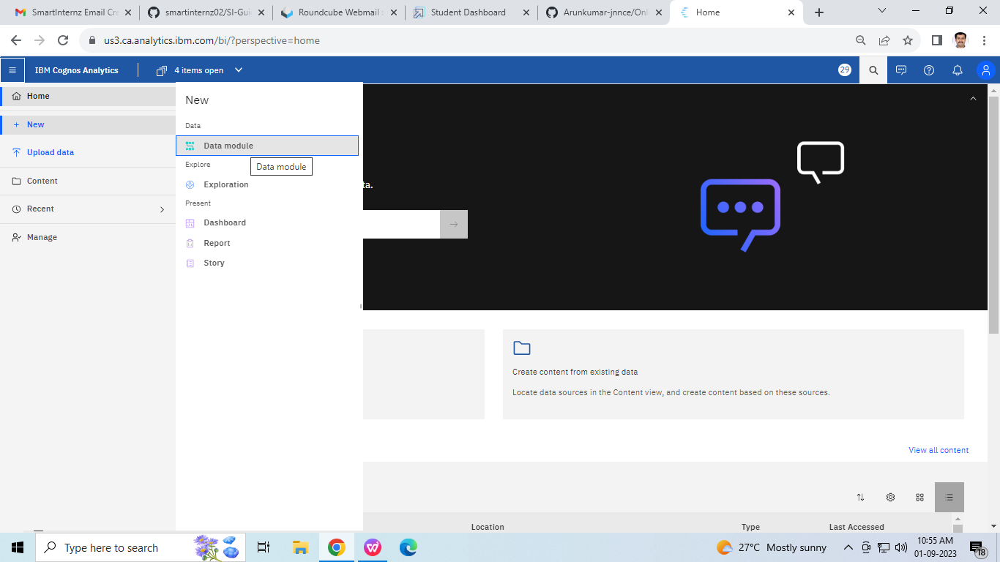 SmartInternz Email Cre
smartinternz02/SI-Gui
Roundcube Webmail :
Student Dashboard
Arunkumar-jnnce/Onl
Home
us3.ca.analytics.ibm.com/bi/?perspective=home
IBM Cognos Analytics
4 items open
29
Home
New
Upload data
Content
Recent
Manage
New
Data
Data module
Data module
Explore
Exploration
Present
Dashboard
Report
Story
ta.
Create content from existing data
Locate data sources in the Content view, and create content based on these sources.
View all content
Location Type Last Accessed
Type here to search
27°C Mostly sunny
10:55 AM
01-09-2023
18